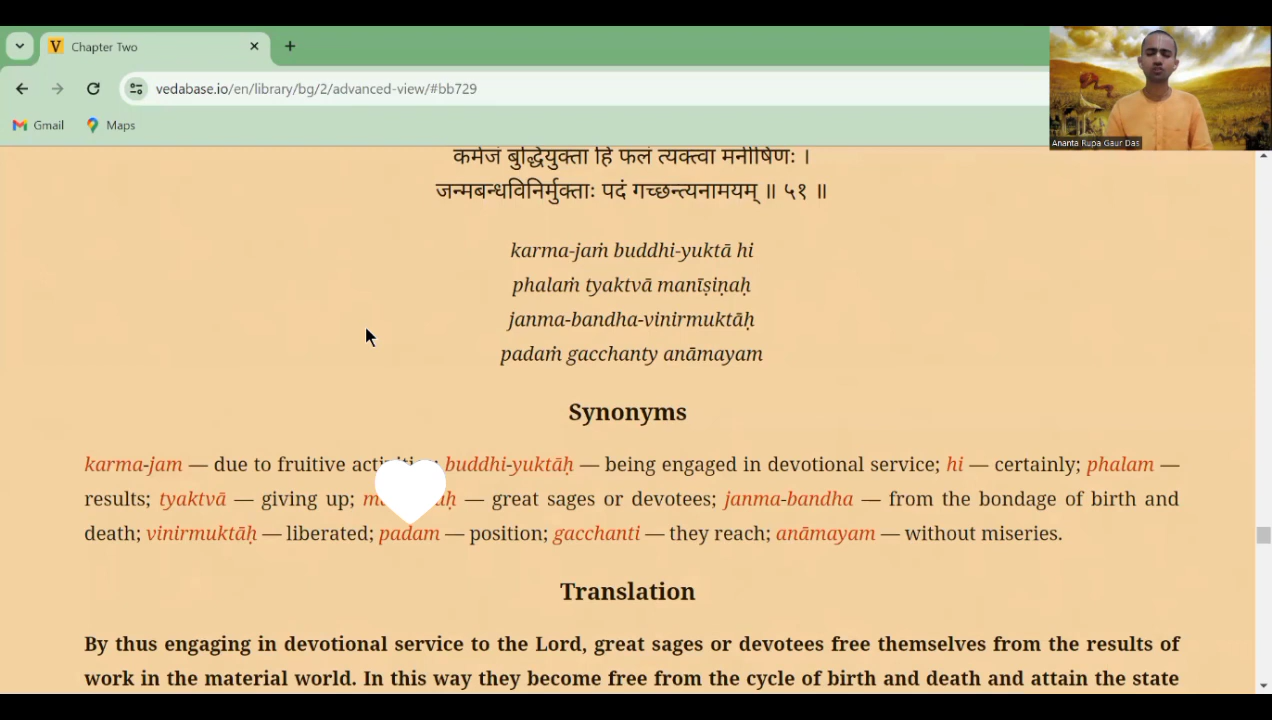 Chapter Two
vedabase.io/en/library/bg/2/advanced-view/#bb729
Gmail Maps
Ananta Rupa Gaur Das
कर्मजं बुद्धियुक्ता हि फलं त्यक्त्वा मनीषिणः ।
जन्मबन्धविनिर्मुक्ताः पदं गच्छन्त्यनामयम् ॥ ५१ ॥
karma-jaṁ buddhi-yuktā hi
phalaṁ tyaktvā manīṣiṇaḥ
janma-bandha-vinirmuktāḥ
padaṁ gacchanty anāmayam
Synonyms
karma-jam — due to fruitive buddhi-yuktāḥ — being engaged in devotional service; hi — certainly; phalam —
results; tyaktvā — giving up; — great sages or devotees; janma-bandha — from the bondage of birth and
death; vinirmuktāḥ — liberated; padam — position; gacchanti — they reach; anāmayam — without miseries.
Translation
By thus engaging in devotional service to the Lord, great sages or devotees free themselves from the results of
work in the material world. In this way they become free from the cycle of birth and death and attain the state